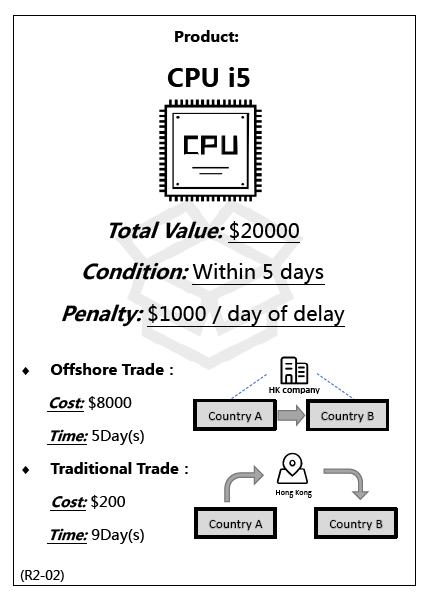 Product:
CPU i5
CPU
Total Value: $20000
Condition: Within 5 days
Penalty: $1000 / day of delay
♦ Offshore Trade :
Cost: $8000
Time: 5Day(s)
HK company
Country A
Country B
♦ Traditional Trade :
Cost: $200
Time: 9Day(s)
Hong Kong
Country A
Country B
(R2-02)